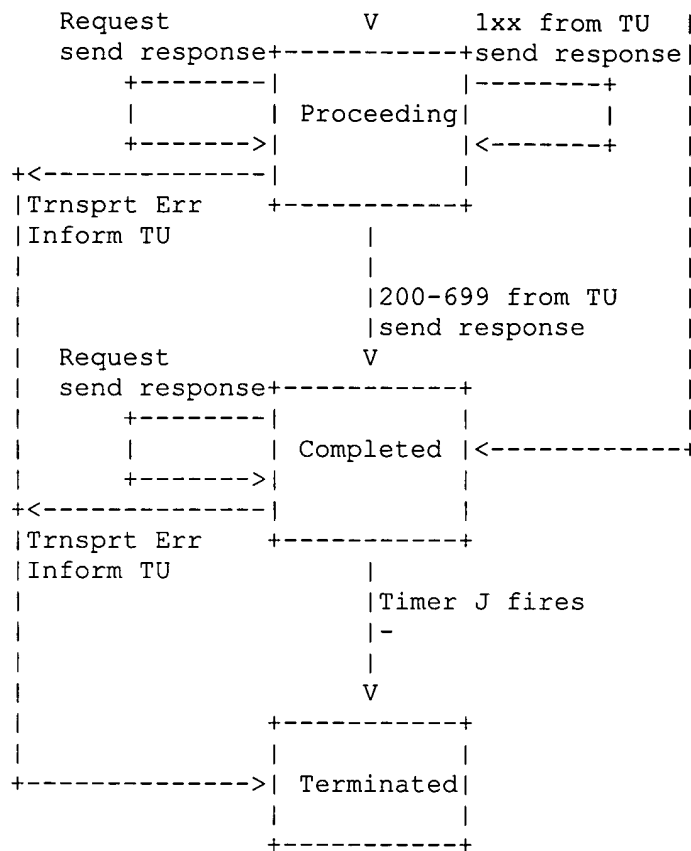 Request V 1xx from TU
send response send response
Proceeding
Trnsprt Err
Inform TU
200-699 from TU
send response
Request V
send response
Completed
Trnsprt Err
Inform TU
Timer J fires
-
V
Terminated